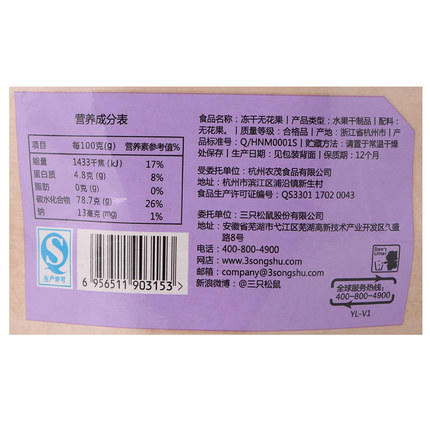 营养成分表
项目 每100克(g) 营养素参考值%
能量 1433千焦(kJ) 17%
蛋白质 4.8克(g) 8%
脂肪 0克(g) 0%
碳水化合物 78.7克(g) 26%
钠 13毫克(mg) 1%
食品名称：冻干无花果 产品类型：水果干制品 配料：
无花果。 质量等级：合格品 产地：浙江省杭州市 产
品标准号：Q/HNM0001S 贮藏方法：请置于常温干燥
处保存 生产日期：见包装背面 保质期：12个月
受委托单位：杭州农茂食品有限公司
地址：杭州市滨江区浦沿镇新生村
食品生产许可证编号：QS3301 1702 0043
委托单位：三只松鼠股份有限公司
地址：安徽省芜湖市弋江区芜湖高新技术产业开发区久盛
路8号
电话：400-800-4900
网店：www.3songshu.com
邮箱：company@3songshu.com
新浪微博：@三只松鼠
QS
生产许可
6 956511 903153 >
Don't
Litter
全球服务热线:
400-800-4900
YL-V1